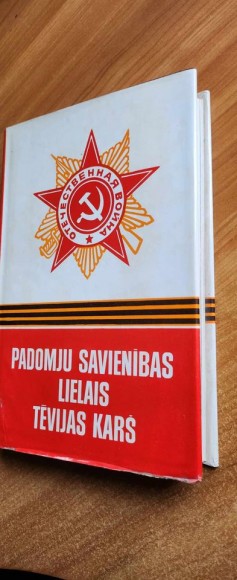 ОТЕЧЕСТВЕННАЯ ВОЙНА
PADOMJU SAVIENĪBAS
LIELAIS
TĒVIJAS KARŠ